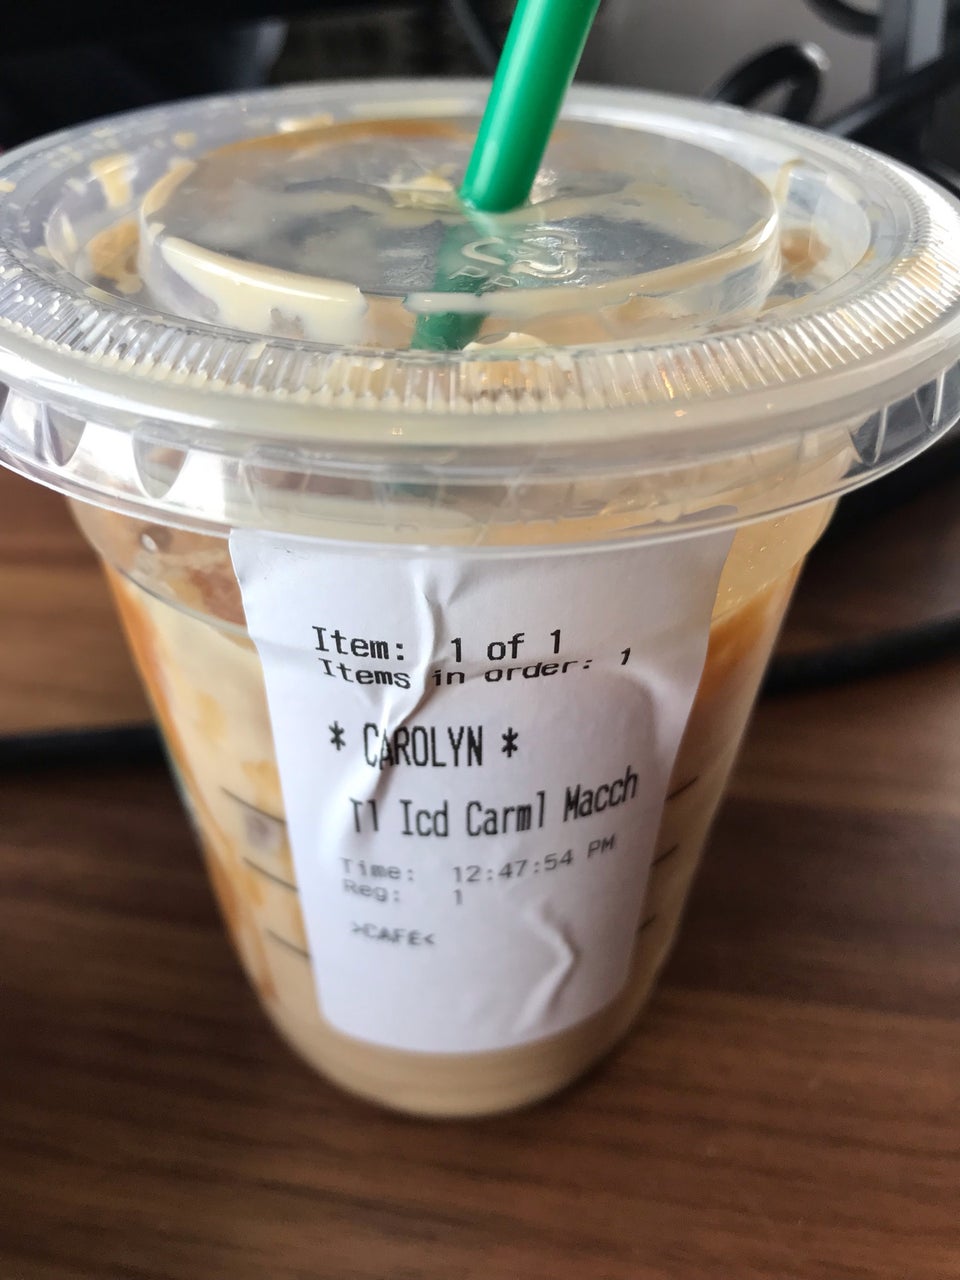 Item: 1 of 1
Items in order: 1
* CAROLYN *
Tl Icd Carml Macch
Time: 12:47:54 PM
Reg: 1
>CAFE<